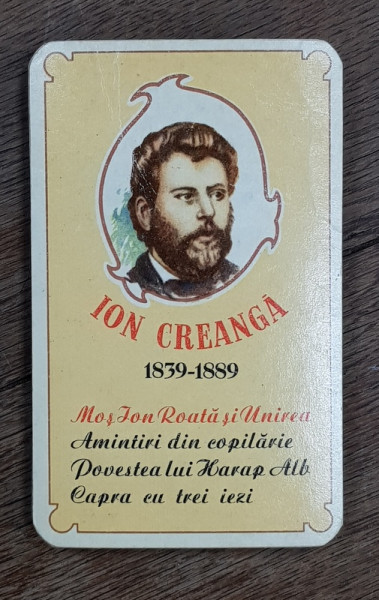 ION CREANGĂ
1839-1889
Moş Ion Roată şi Unirea
Amintiri din copilărie
Povestea lui Harap Alb
Capra cu trei iezi